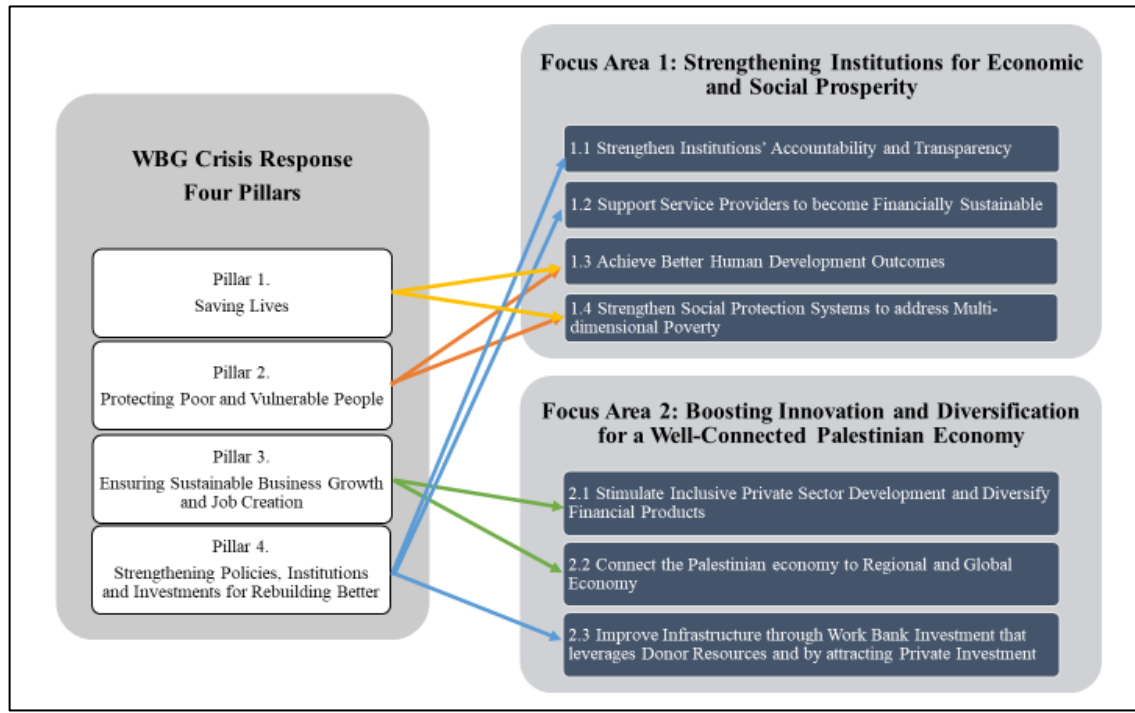 WBG Crisis Response
Four Pillars
Pillar 1.
Saving Lives
Pillar 2.
Protecting Poor and Vulnerable People
Pillar 3.
Ensuring Sustainable Business Growth
and Job Creation
Pillar 4.
Strengthening Policies, Institutions
and Investments for Rebuilding Better
Focus Area 1: Strengthening Institutions for Economic
and Social Prosperity
1.1 Strengthen Institutions' Accountability and Transparency
1.2 Support Service Providers to become Financially Sustainable
1.3 Achieve Better Human Development Outcomes
1.4 Strengthen Social Protection Systems to address Multi-
dimensional Poverty
Focus Area 2: Boosting Innovation and Diversification
for a Well-Connected Palestinian Economy
2.1 Stimulate Inclusive Private Sector Development and Diversify
Financial Products
2.2 Connect the Palestinian economy to Regional and Global
Economy
2.3 Improve Infrastructure through Work Bank Investment that
leverages Donor Resources and by attracting Private Investment